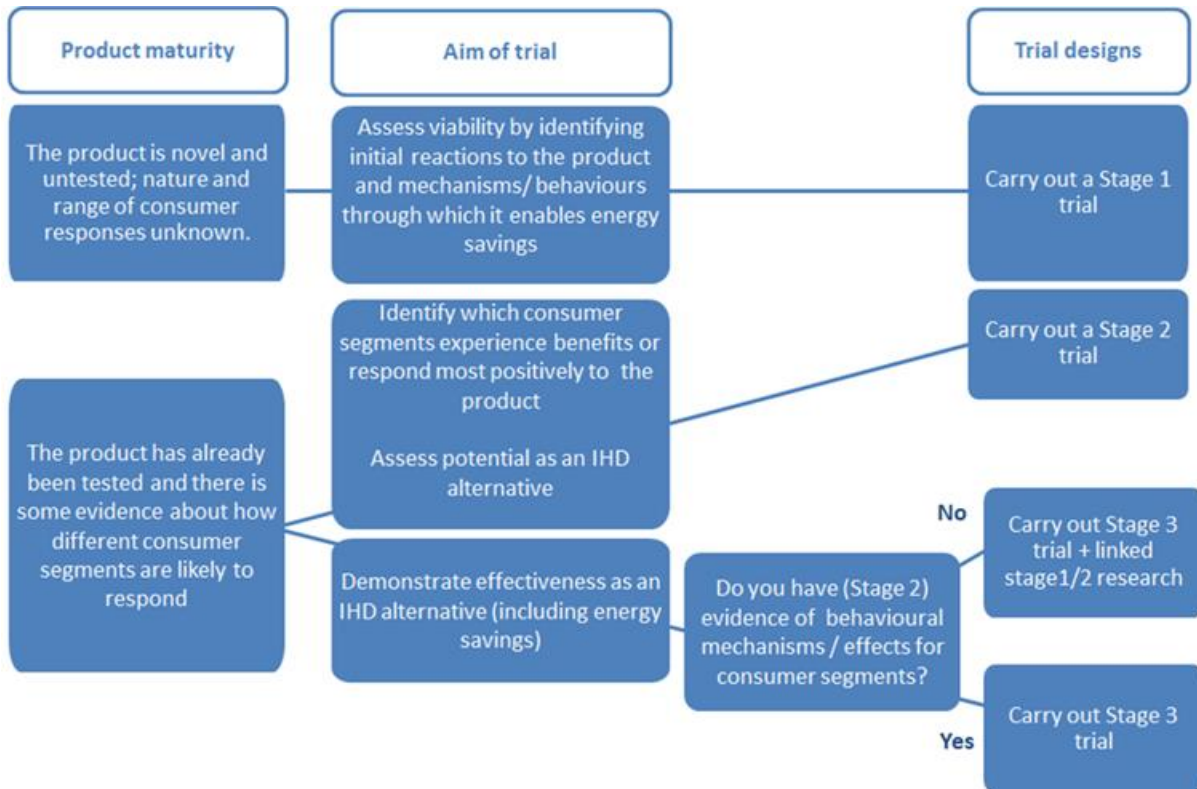 Product maturity
Aim of trial
Trial designs
The product is novel and
untested; nature and
range of consumer
responses unknown.
Assess viability by identifying
initial reactions to the product
and mechanisms/ behaviours
through which it enables energy
savings
Carry out a Stage 1
trial
Identify which consumer
segments experience benefits or
respond most positively to the
product
Assess potential as an IHD
alternative
Carry out a Stage 2
trial
The product has already
been tested and there is
some evidence about how
different consumer
segments are likely to
respond
Demonstrate effectiveness as an
IHD alternative (including energy
savings)
Do you have (Stage 2)
evidence of behavioural
mechanisms / effects for
consumer segments?
No
Carry out Stage 3
trial + linked
stage1/2 research
Yes
Carry out Stage 3
trial